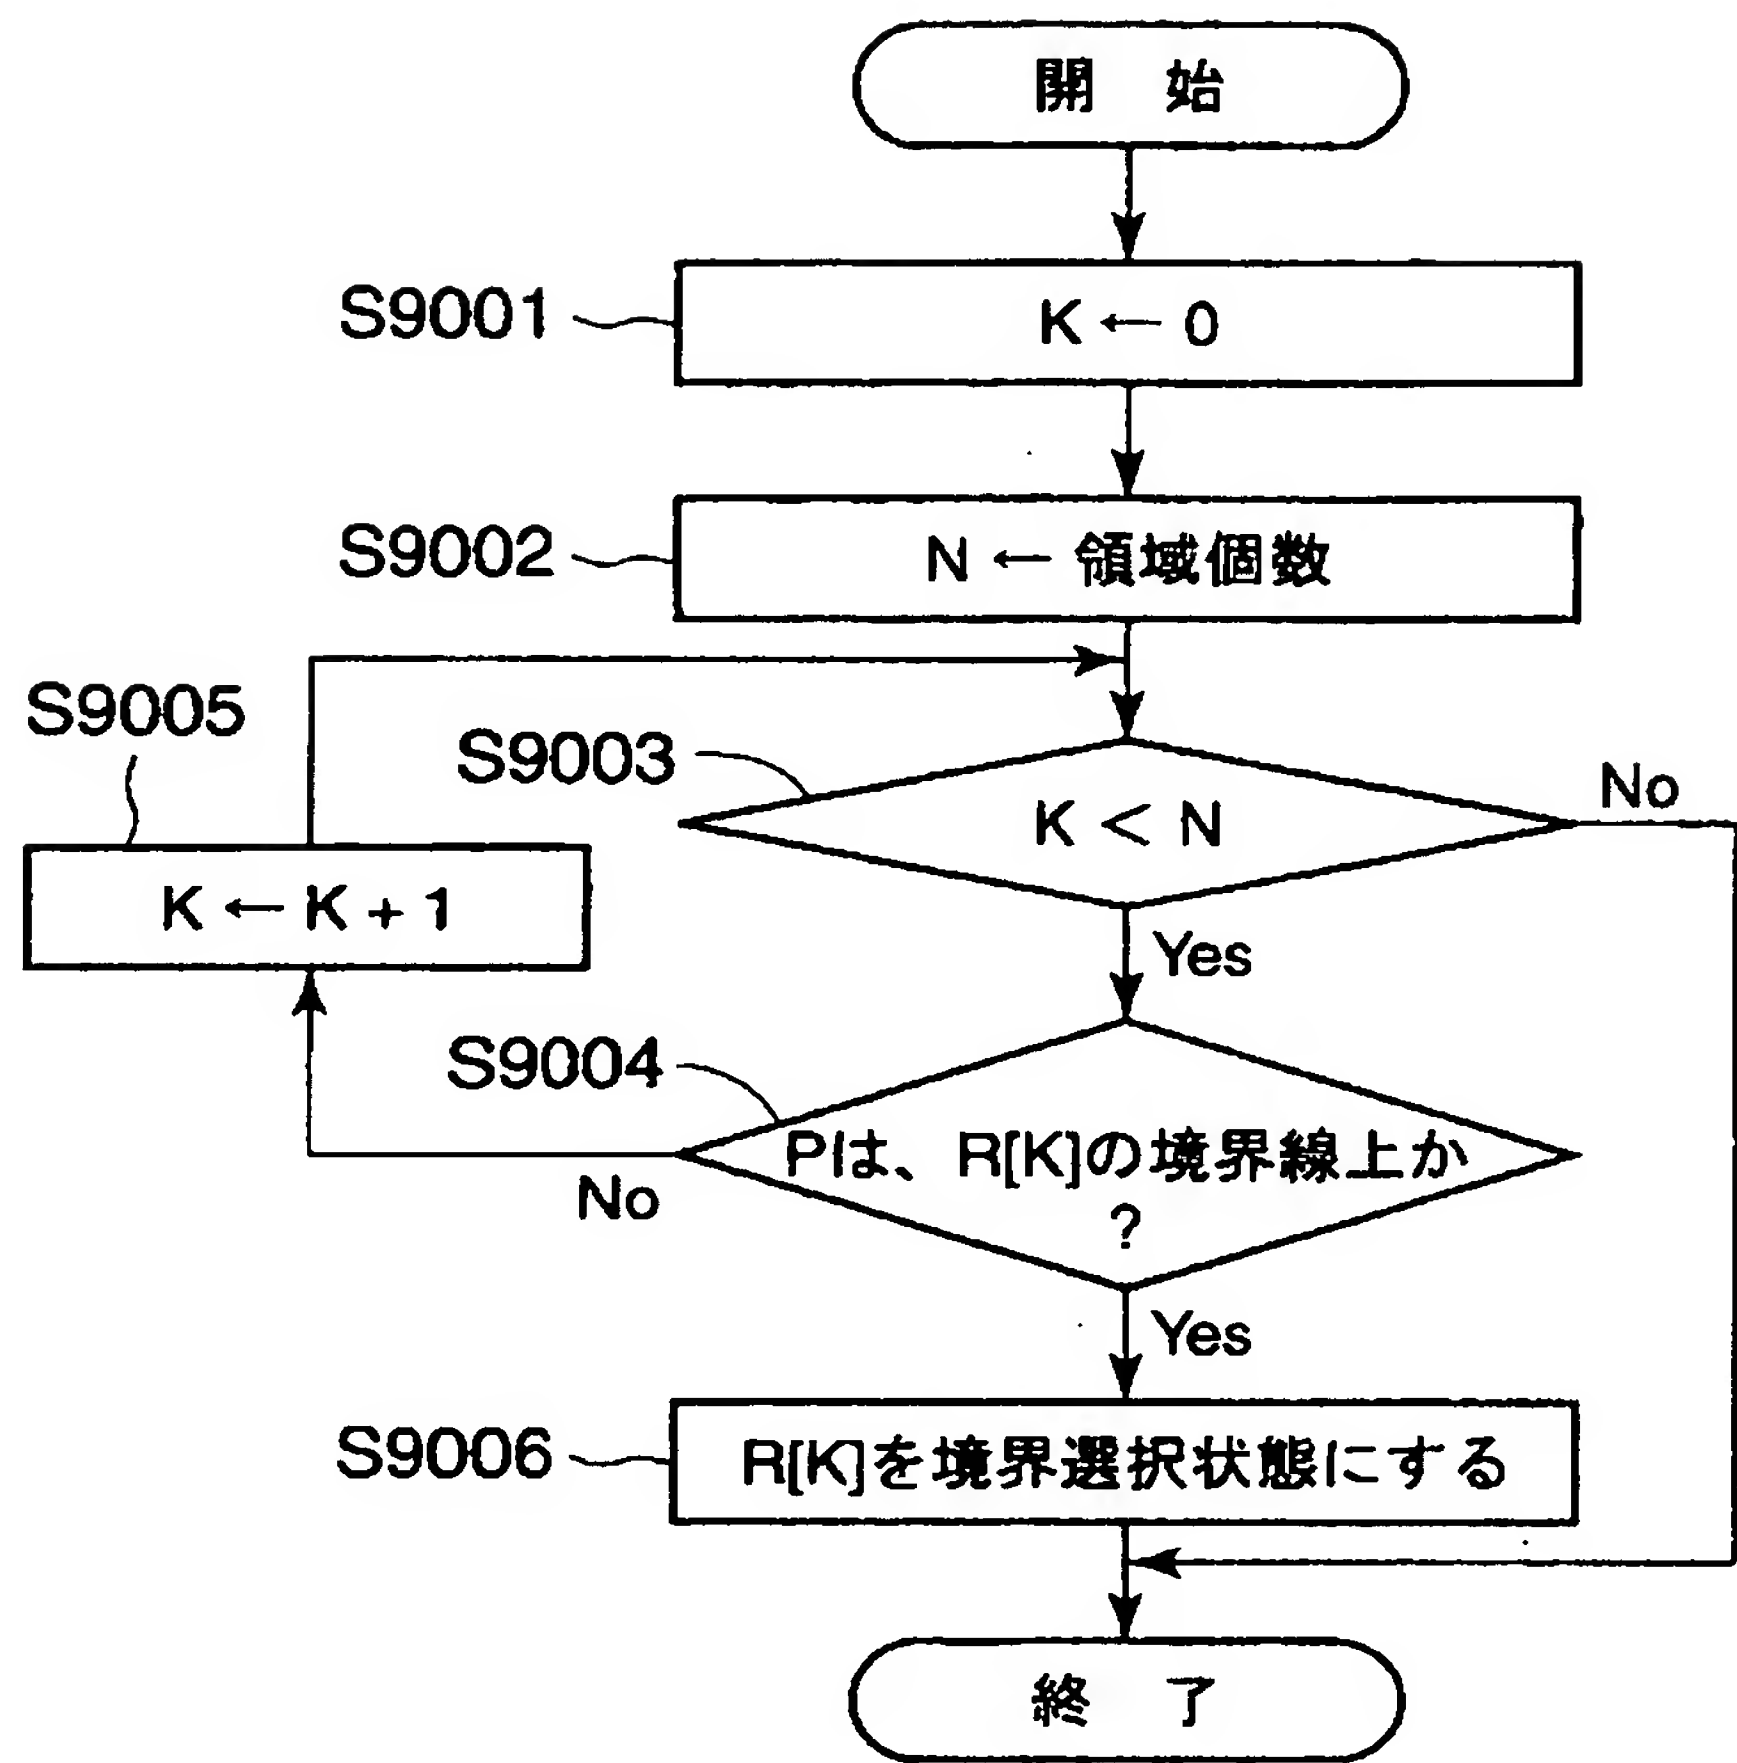 開 始
S9001
K ← 0
S9002
N ← 領域個数
S9005
S9003
K < N
No
K ← K + 1
Yes
S9004
PIは、R[K]の境界線上か
?
No
Yes
S9006
R[K]を境界選択状態にする
終 了